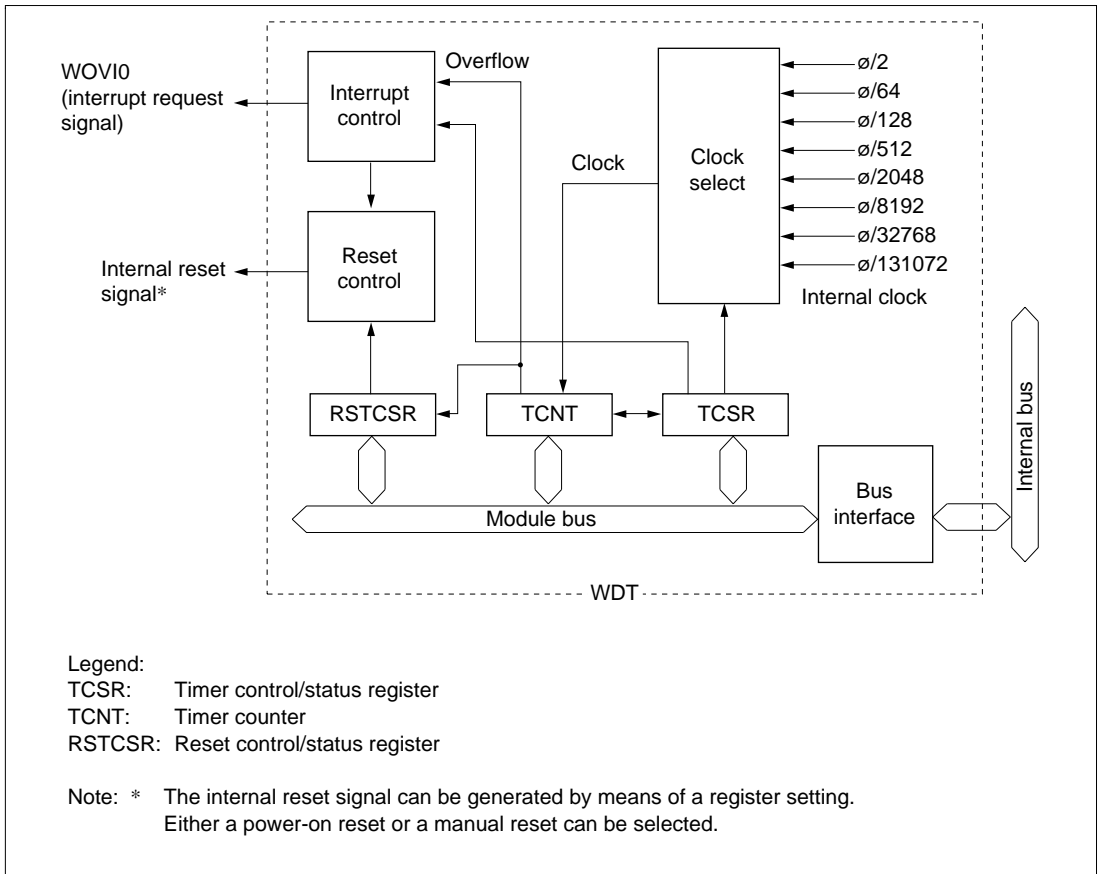 WOVI0
(interrupt request
signal)
Interrupt
control
Overflow
Clock
Clock
select
ø/2
ø/64
ø/128
ø/512
ø/2048
ø/8192
ø/32768
ø/131072
Internal clock
Internal reset
signal*
Reset
control
RSTCSR
TCNT
TCSR
Module bus
Bus
interface
Internal bus
WDT
Legend:
TCSR: Timer control/status register
TCNT: Timer counter
RSTCSR: Reset control/status register
Note: * The internal reset signal can be generated by means of a register setting.
Either a power-on reset or a manual reset can be selected.